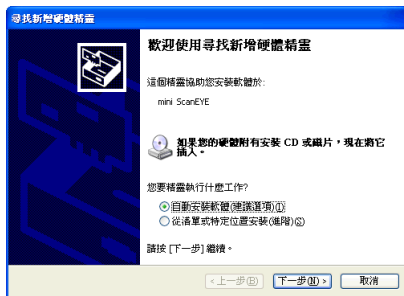 尋找新增硬體精靈
歡迎使用尋找新增硬體精靈
這個精靈協助您安裝軟體於:
mini ScanEYE
如果您的硬體附有安裝 CD 或磁片，現在將它
插入。
您要精靈執行什麼工作?
自動安裝軟體(建議選項)(I)
從清單或特定位置安裝(進階)(S)
請按 [下一步] 繼續。
<上一步(B)
下一步(N) >
取消